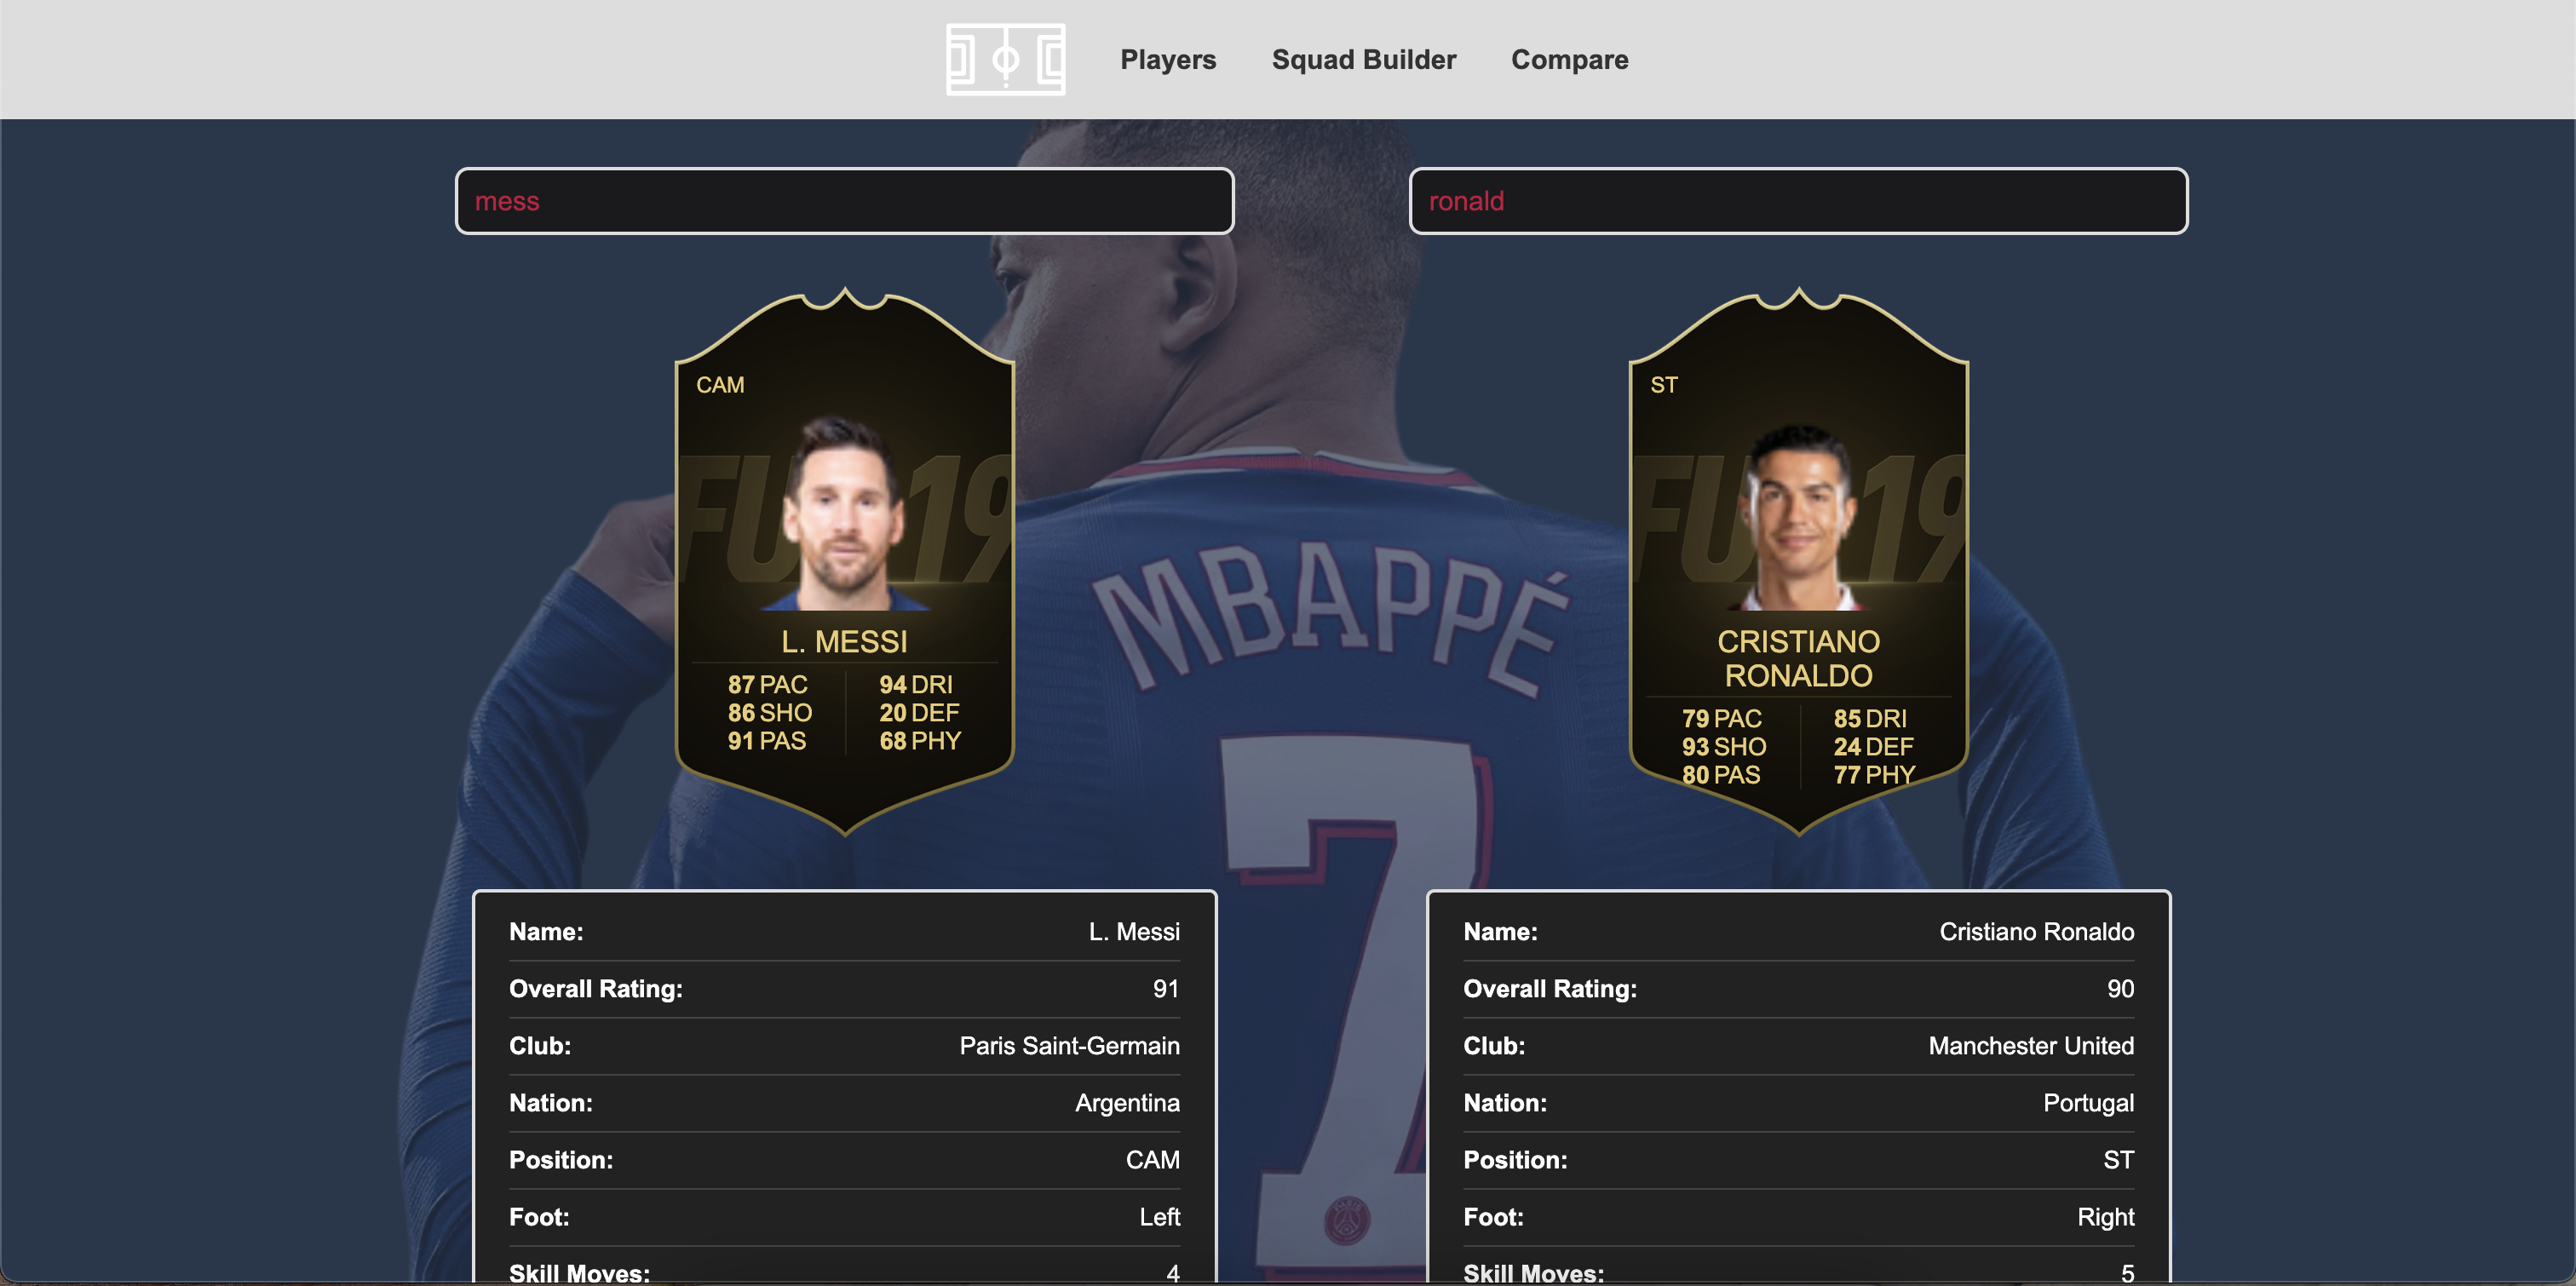 Players Squad Builder Compare
mess
ronald
CAM
FU 19
L. MESSI
87 PAC 94 DRI
86 SHO 20 DEF
91 PAS 68 PHY
ST
FU 19
CRISTIANO
RONALDO
79 PAC 85 DRI
93 SHO 24 DEF
80 PAS 77 PHY
MBAPPÉ
7
Name: L. Messi
Overall Rating: 91
Club: Paris Saint-Germain
Nation: Argentina
Position: CAM
Foot: Left
Skill Moves: 4
Name: Cristiano Ronaldo
Overall Rating: 90
Club: Manchester United
Nation: Portugal
Position: ST
Foot: Right
Skill Moves: 5